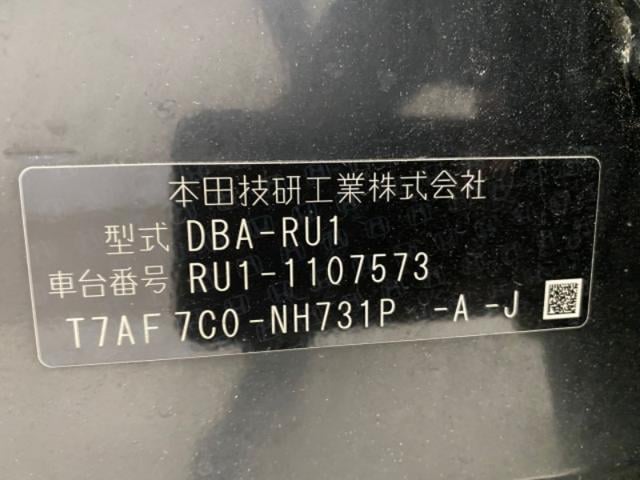 本田技研工業株式会社
型式 DBA-RU1
車台番号 RU1-1107573
T7AF 7C0-NH731P -A -J